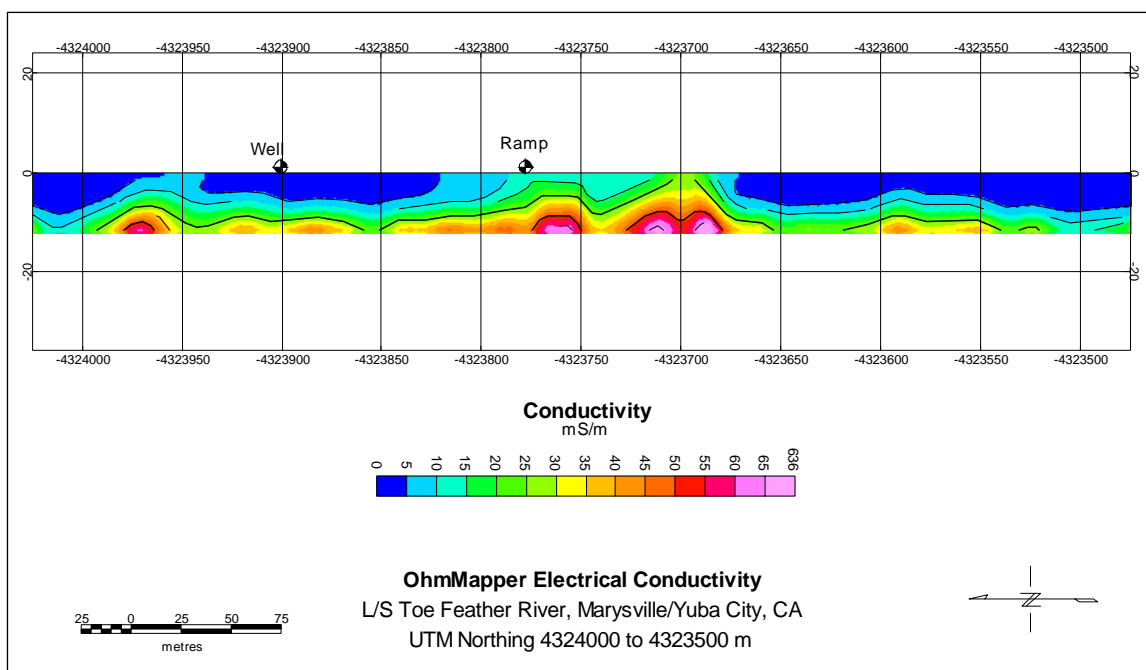 -4324000 -4323950 -4323900 -4323800 -4323750 -4323700 -4323650 -4323600 -4323550 -4323500
20 20
Well Ramp
0 0
-20 -20
-4324000 -4323950 -4323900 -4323800 -4323750 -4323700 -4323650 -4323600 -4323550 -4323500
Conductivity
mS/m
0 5 10 15 20 25 30 35 40 45 50 55 60 65 636
OhmMapper Electrical Conductivity
L/S Toe Feather River, Marysville/Yuba City, CA
UTM Northing 4324000 to 4323500 m
25 0 25 50 75
metres
N